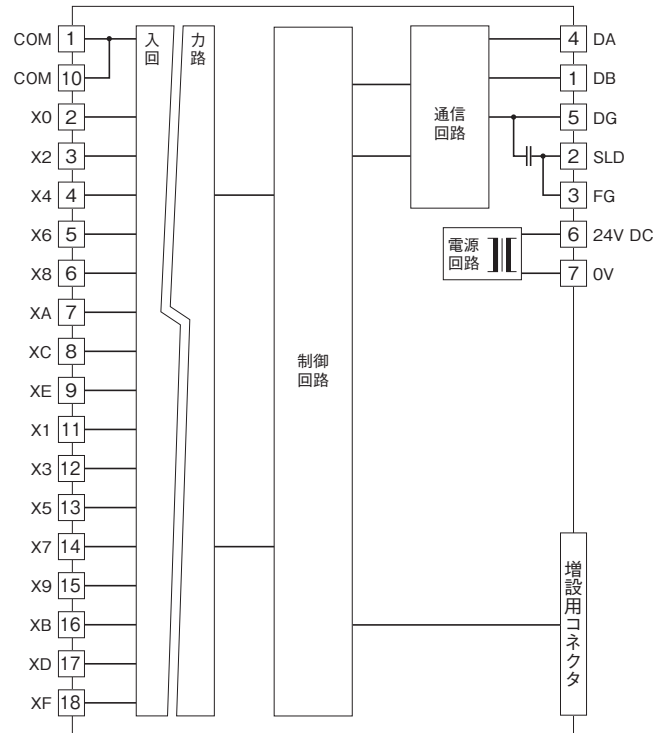 COM 1
COM 10
X0 2
X2 3
X4 4
X6 5
X8 6
XA 7
XC 8
XE 9
X1 11
X3 12
X5 13
X7 14
X9 15
XB 16
XD 17
XF 18
入力
回路
制御
回路
通信
回路
電源
回路
4 DA
1 DB
5 DG
2 SLD
3 FG
6 24V DC
7 0V
増設用コネクタ